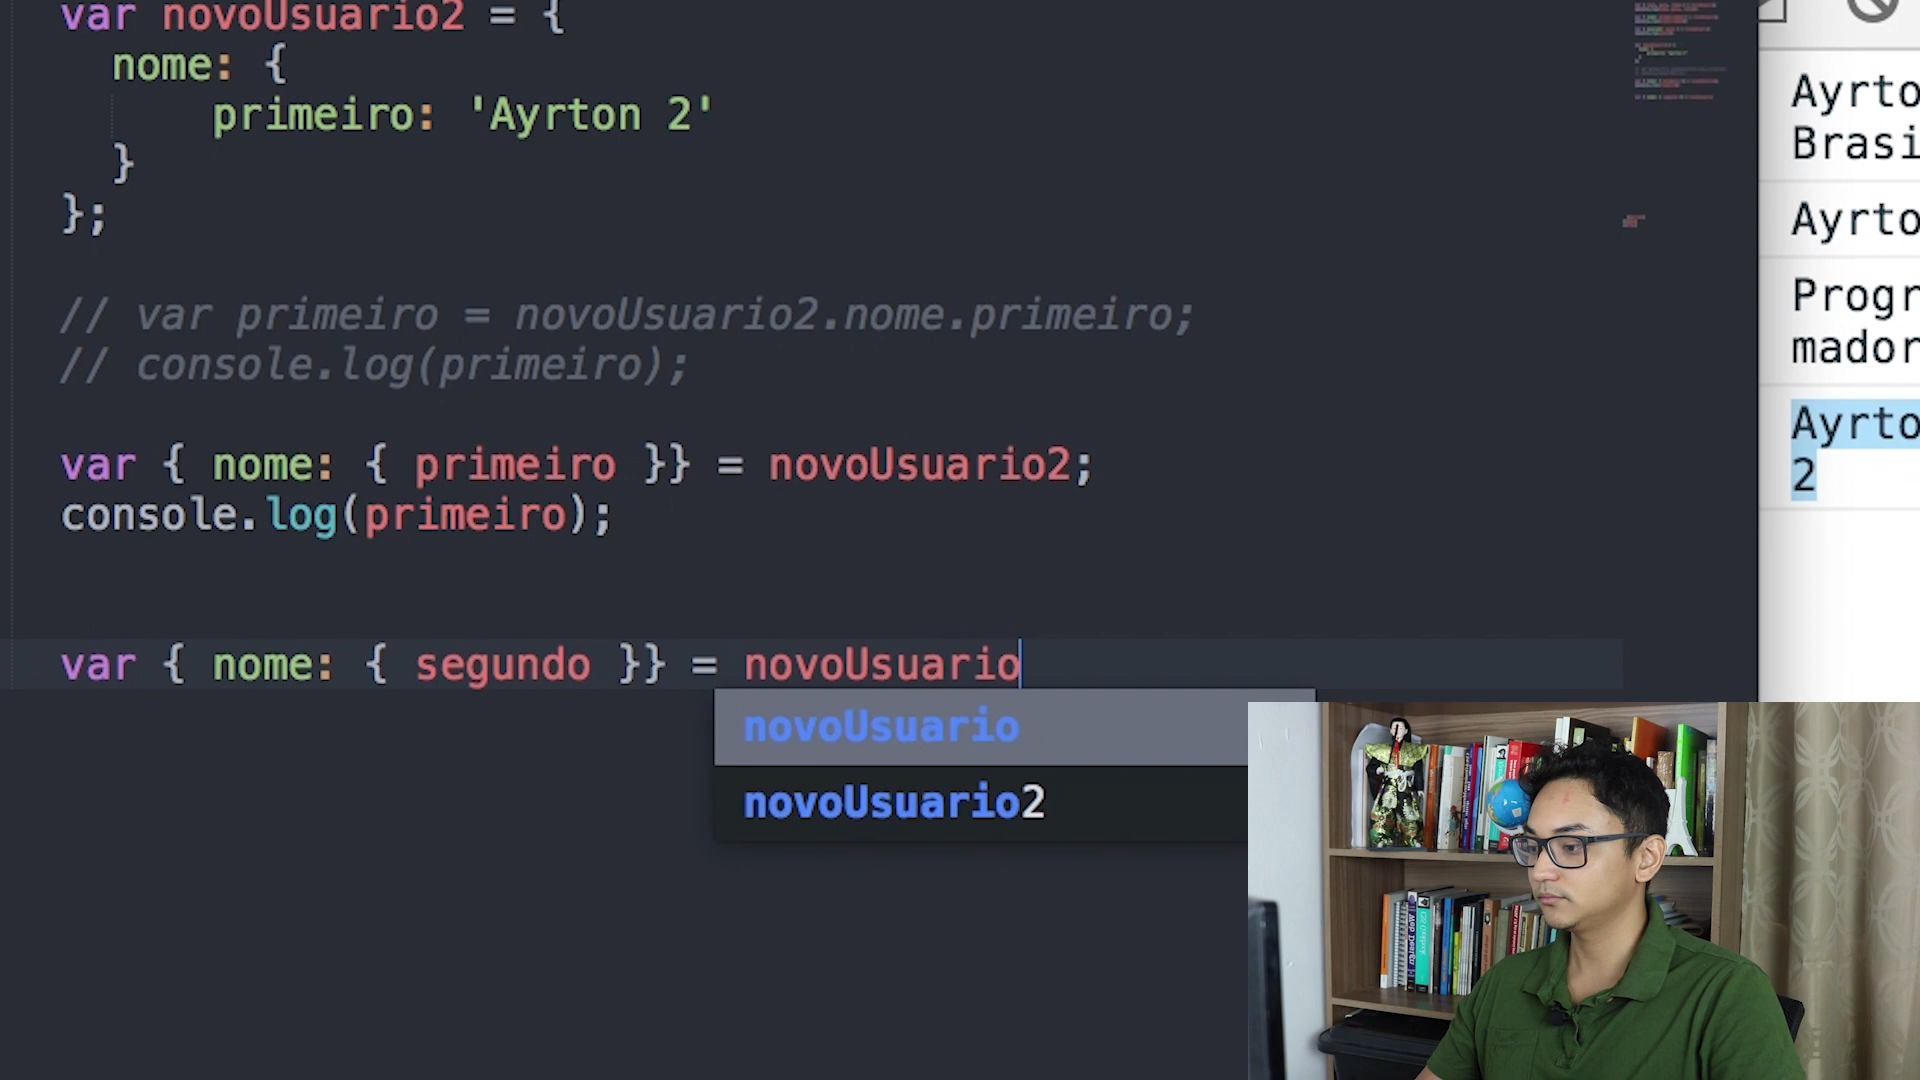 var novoUsuario2 = {
nome: {
primeiro: 'Ayrton 2'
}
};
// var primeiro = novoUsuario2.nome.primeiro;
// console.log(primeiro);
var { nome: { primeiro }} = novoUsuario2;
console.log(primeiro);
var { nome: { segundo }} = novoUsuario
novoUsuario
novoUsuario2
Ayrto
Brasi
Ayrto
Progr
mador
Ayrto
2